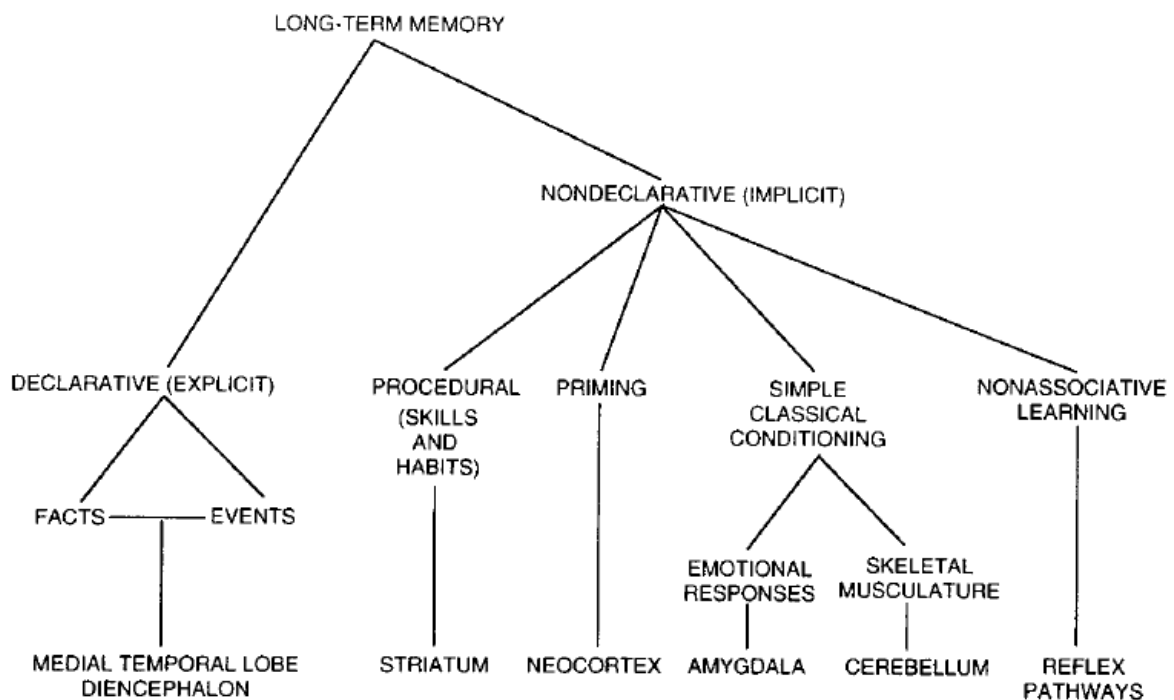 LONG-TERM MEMORY
NONDECLARATIVE (IMPLICIT)
DECLARATIVE (EXPLICIT)
PROCEDURAL
(SKILLS
AND
HABITS)
PRIMING
SIMPLE
CLASSICAL
CONDITIONING
NONASSOCIATIVE
LEARNING
FACTS
EVENTS
EMOTIONAL
RESPONSES
SKELETAL
MUSCULATURE
MEDIAL TEMPORAL LOBE
DIENCEPHALON
STRIATUM
NEOCORTEX
AMYGDALA
CEREBELLUM
REFLEX
PATHWAYS